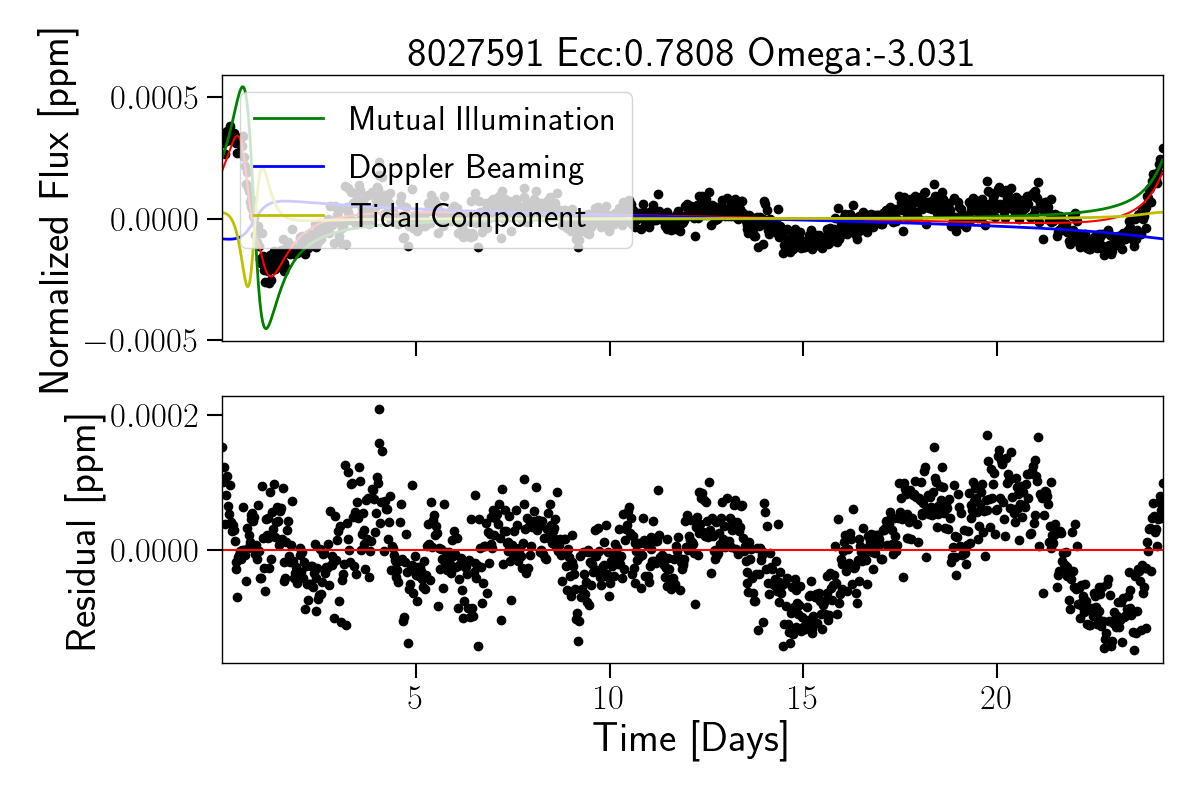 8027591 Ecc:0.7808 Omega:-3.031
Normalized Flux [ppm]
0.0005
0.0000
−0.0005
Mutual Illumination
Doppler Beaming
Tidal Component
Residual [ppm]
0.0002
0.0000
5 10 15 20
Time [Days]